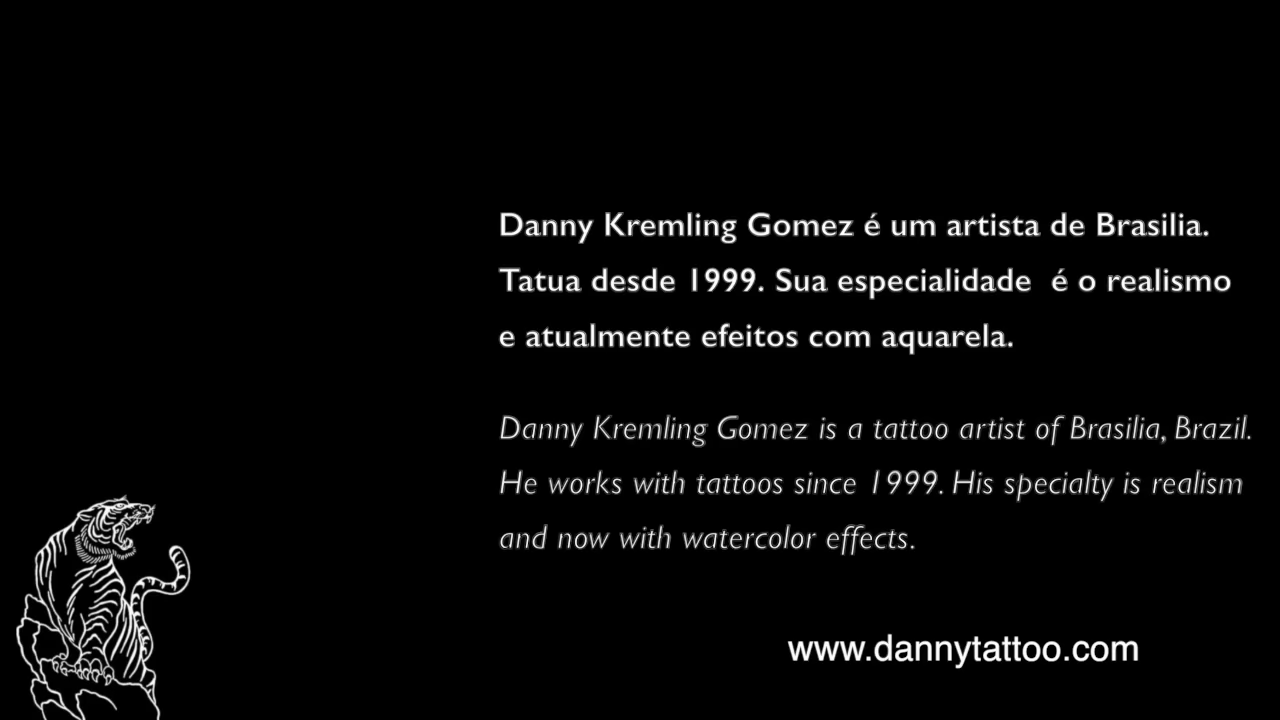 Danny Kremling Gomez é um artista de Brasilia.
Tatua desde 1999. Sua especialidade é o realismo
e atualmente efeitos com aquarela.
Danny Kremling Gomez is a tattoo artist of Brasilia, Brazil.
He works with tattoos since 1999. His specialty is realism
and now with watercolor effects.
www.dannytattoo.com